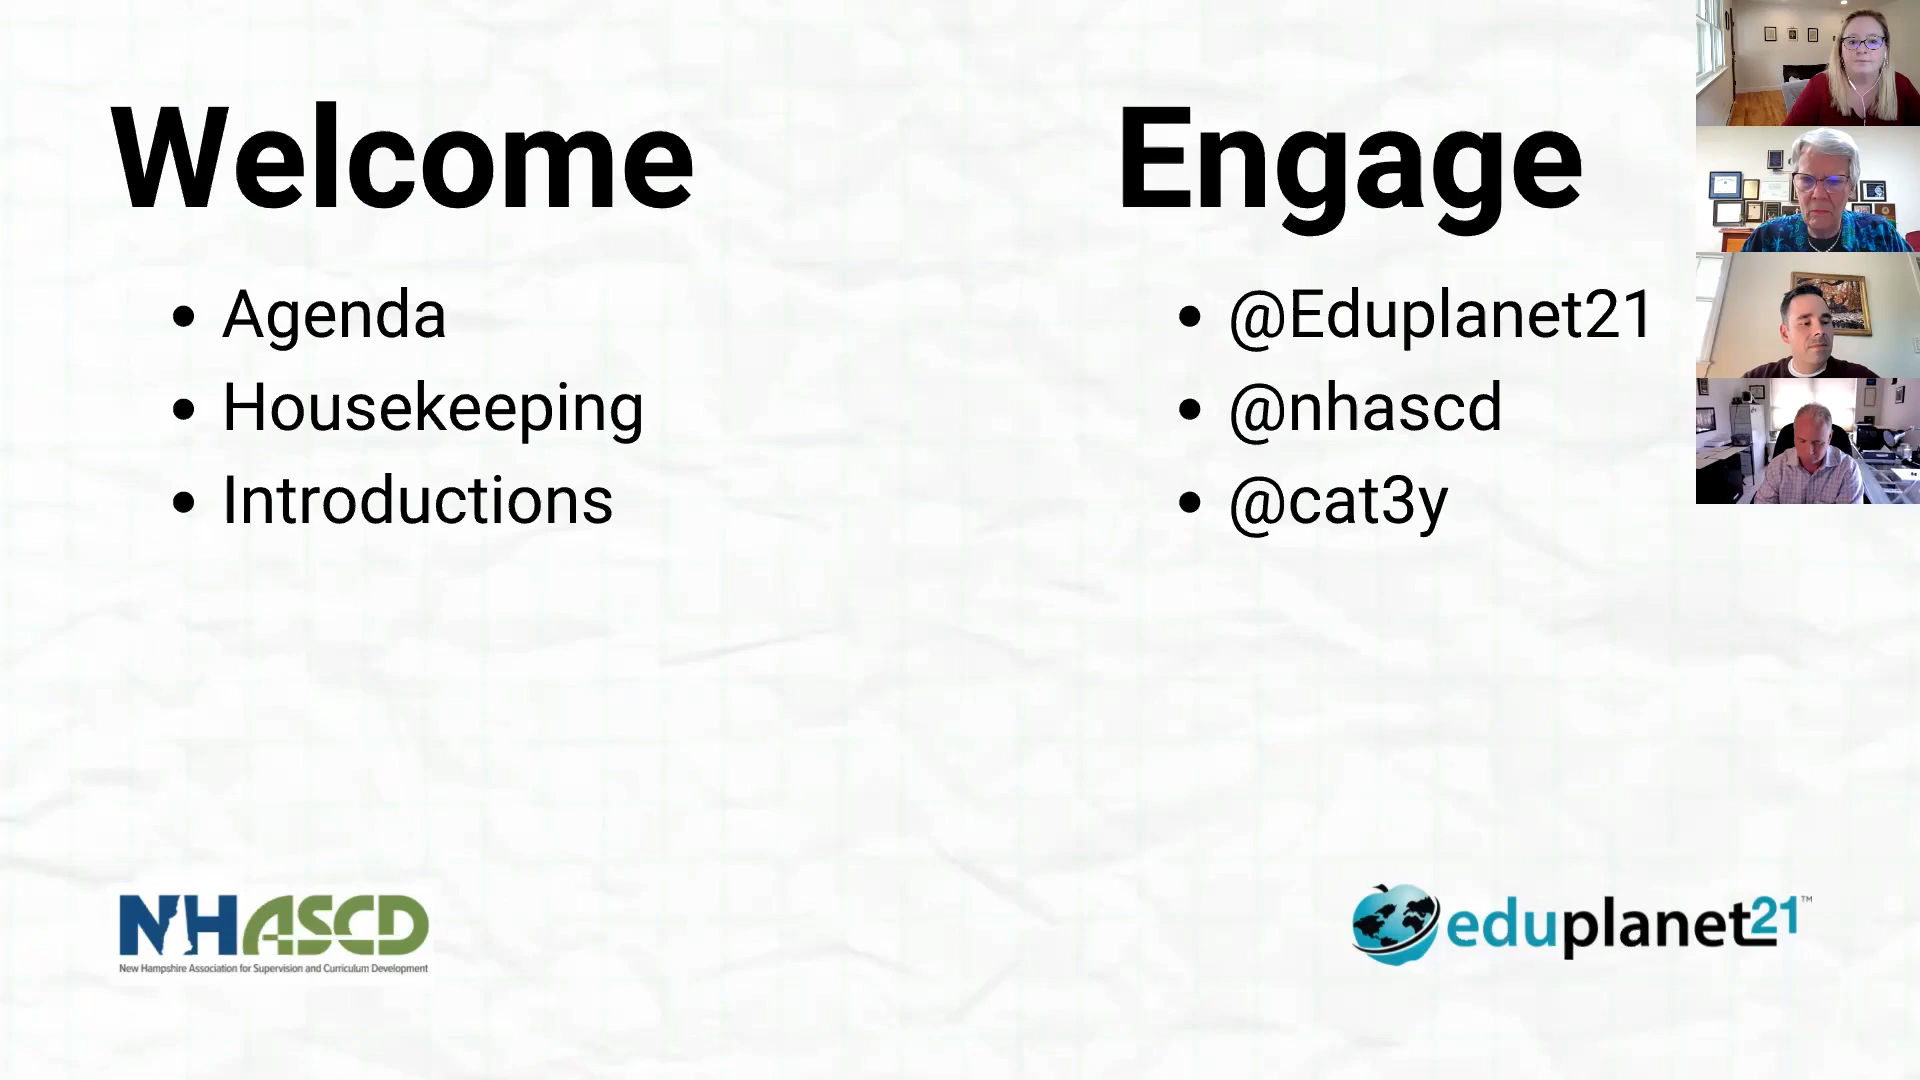 Welcome
Agenda
Housekeeping
Introductions
Engage
@Eduplanet21
@nhascd
@cat3y
NHASCD
New Hampshire Association for Supervision and Curriculum Development
eduplanet21™